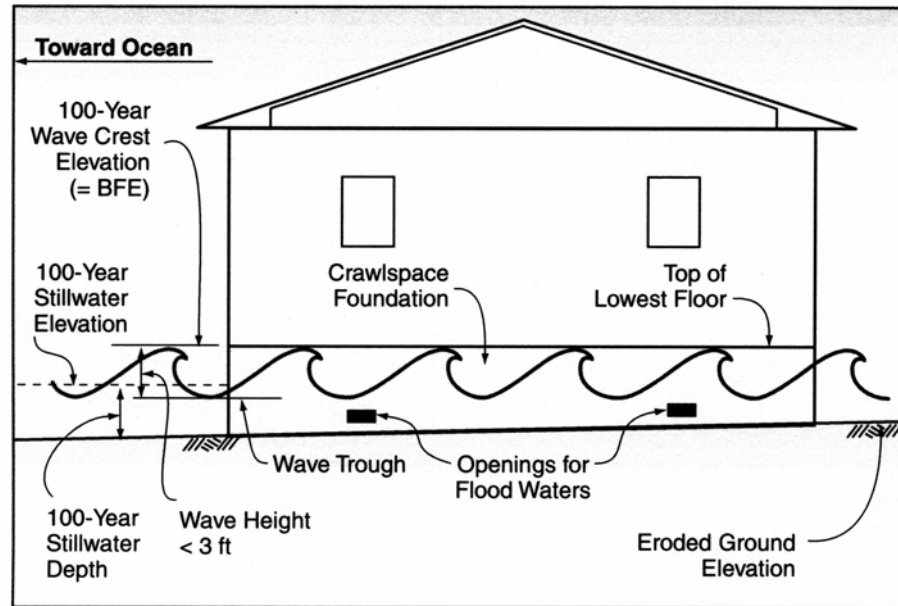 Toward Ocean
100-Year
Wave Crest
Elevation
(= BFE)
100-Year
Stillwater
Elevation
Crawlspace
Foundation
Top of
Lowest Floor
Wave Trough
Openings for
Flood Waters
100-Year
Stillwater
Depth
Wave Height
< 3 ft
Eroded Ground
Elevation